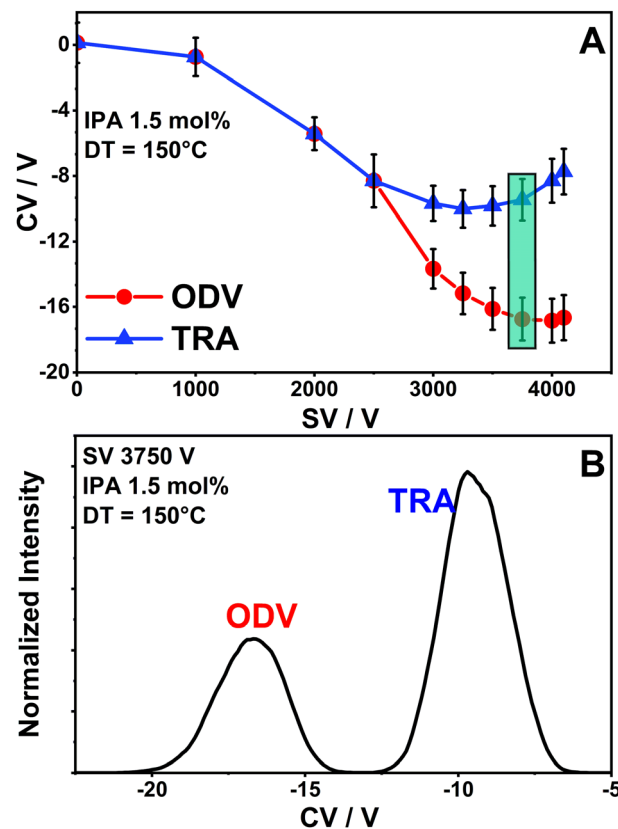 A
0
-4
-8
-12
-16
-20
CV / V
IPA 1.5 mol%
DT = 150°C
ODV
TRA
0
1000
2000
3000
4000
SV / V
B
SV 3750 V
IPA 1.5 mol%
DT = 150°C
TRA
ODV
Normalized Intensity
-20
-15
-10
-5
CV / V